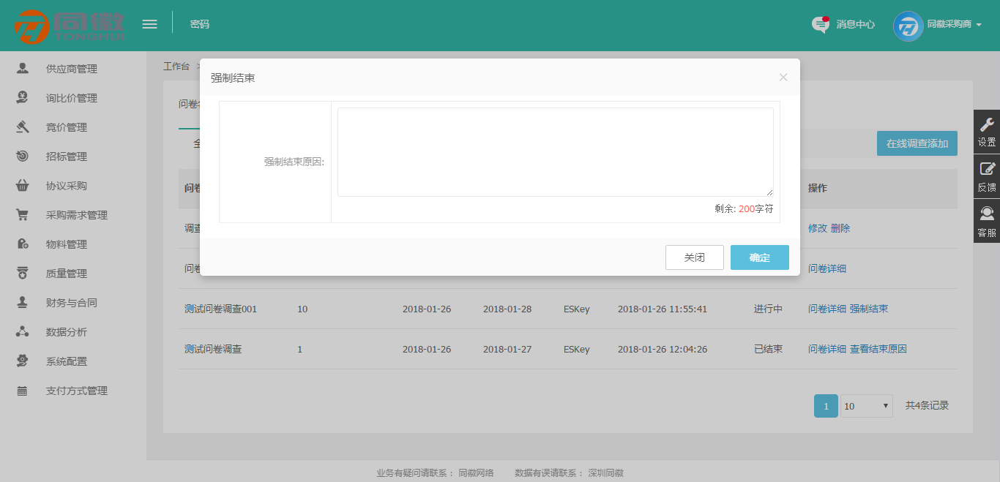 同徽
TONGHUI
密码
消息中心
同徽采购商
供应商管理
询比价管理
竞价管理
招标管理
协议采购
采购需求管理
物料管理
质量管理
财务与合同
数据分析
系统配置
支付方式管理
工作台 >
强制结束 ×
强制结束原因:
剩余: 200字符
关闭 确定
问卷
在线调查添加
问卷 操作
调查 修改 删除
问卷 问卷详细
测试问卷调查001 10 2018-01-26 2018-01-28 ESKey 2018-01-26 11:55:41 进行中 问卷详细 强制结束
测试问卷调查 1 2018-01-26 2018-01-27 ESKey 2018-01-26 12:04:26 已结束 问卷详细 查看结束原因
1 10 共4条记录
设置
反馈
客服
业务有疑问请联系： 同徽网络 数据有误请联系： 深圳同徽